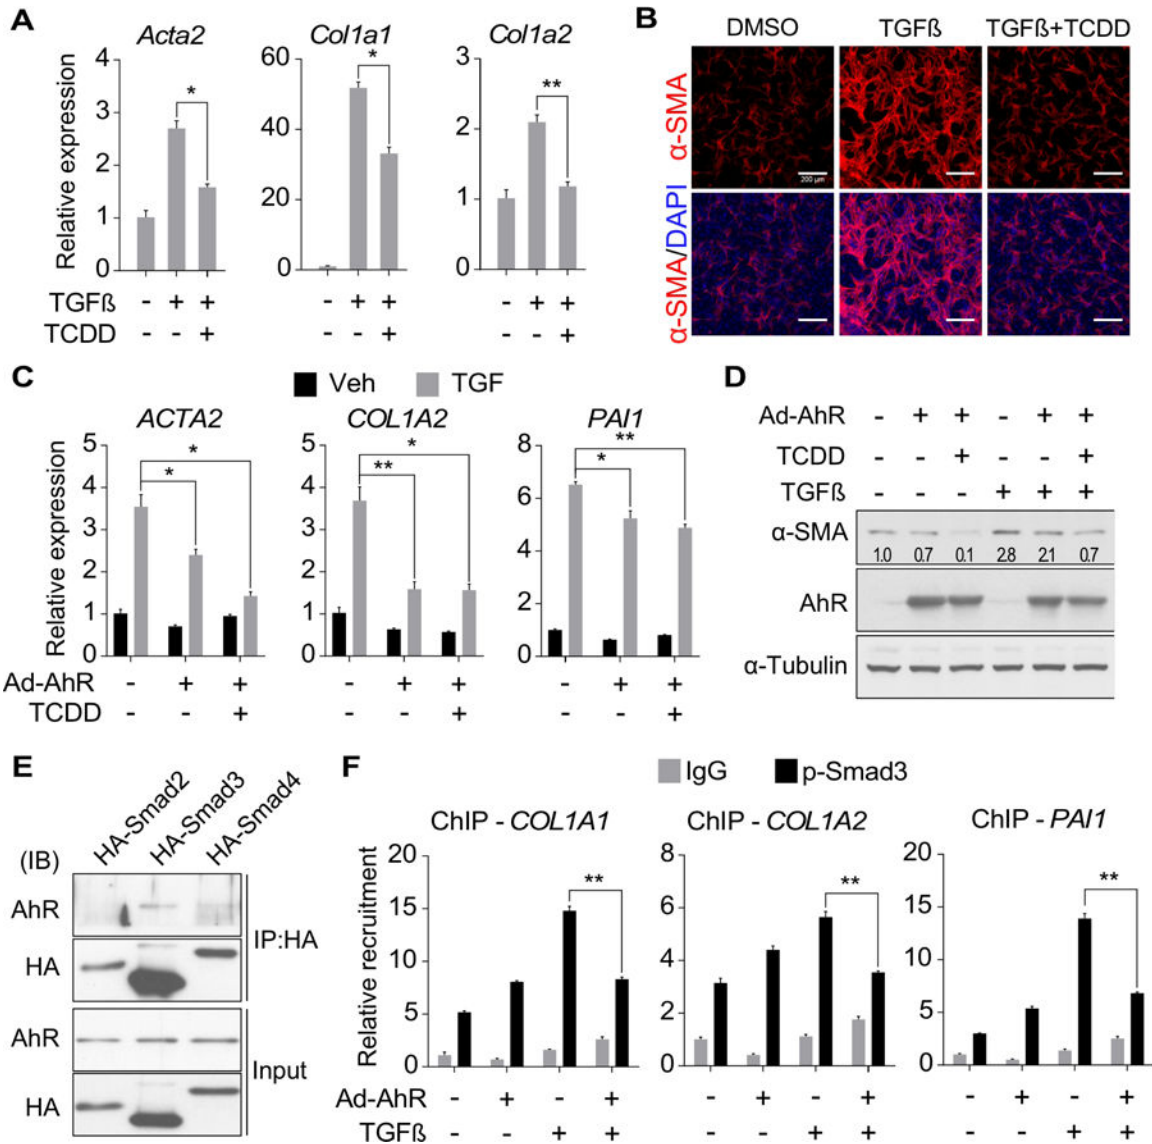 A
Acta2
Col1a1
Col1a2
Relative expression
4
3
2
1
0
60
40
20
0
3
2
1
0
*
*
**
TGFß - + + - + + - + +
TCDD - - + - - + - - +
B
DMSO TGFß TGFß+TCDD
α-SMA
200 µm
α-SMA/DAPI
C
Veh TGF
ACTA2 COL1A2 PAI1
Relative expression
5
4
3
2
1
0
5
4
3
2
1
0
8
6
4
2
0
*
*
*
**
**
*
Ad-AhR - + + - + + - + +
TCDD - - + - - + - - +
D
Ad-AhR - + + - + +
TCDD - - + - - +
TGFß - - - + + +
α-SMA
1.0 0.7 0.1 2.8 2.1 0.7
AhR
α-Tubulin
E
HA-Smad2
HA-Smad3
HA-Smad4
(IB)
AhR
HA
IP:HA
AhR
HA
Input
F
IgG p-Smad3
ChIP - COL1A1 ChIP - COL1A2 ChIP - PAI1
Relative recruitment
20
15
10
5
0
8
6
4
2
0
20
15
10
5
0
**
**
**
Ad-AhR - + - + - + - + - + - +
TGFß - - + + - - + + - - + +